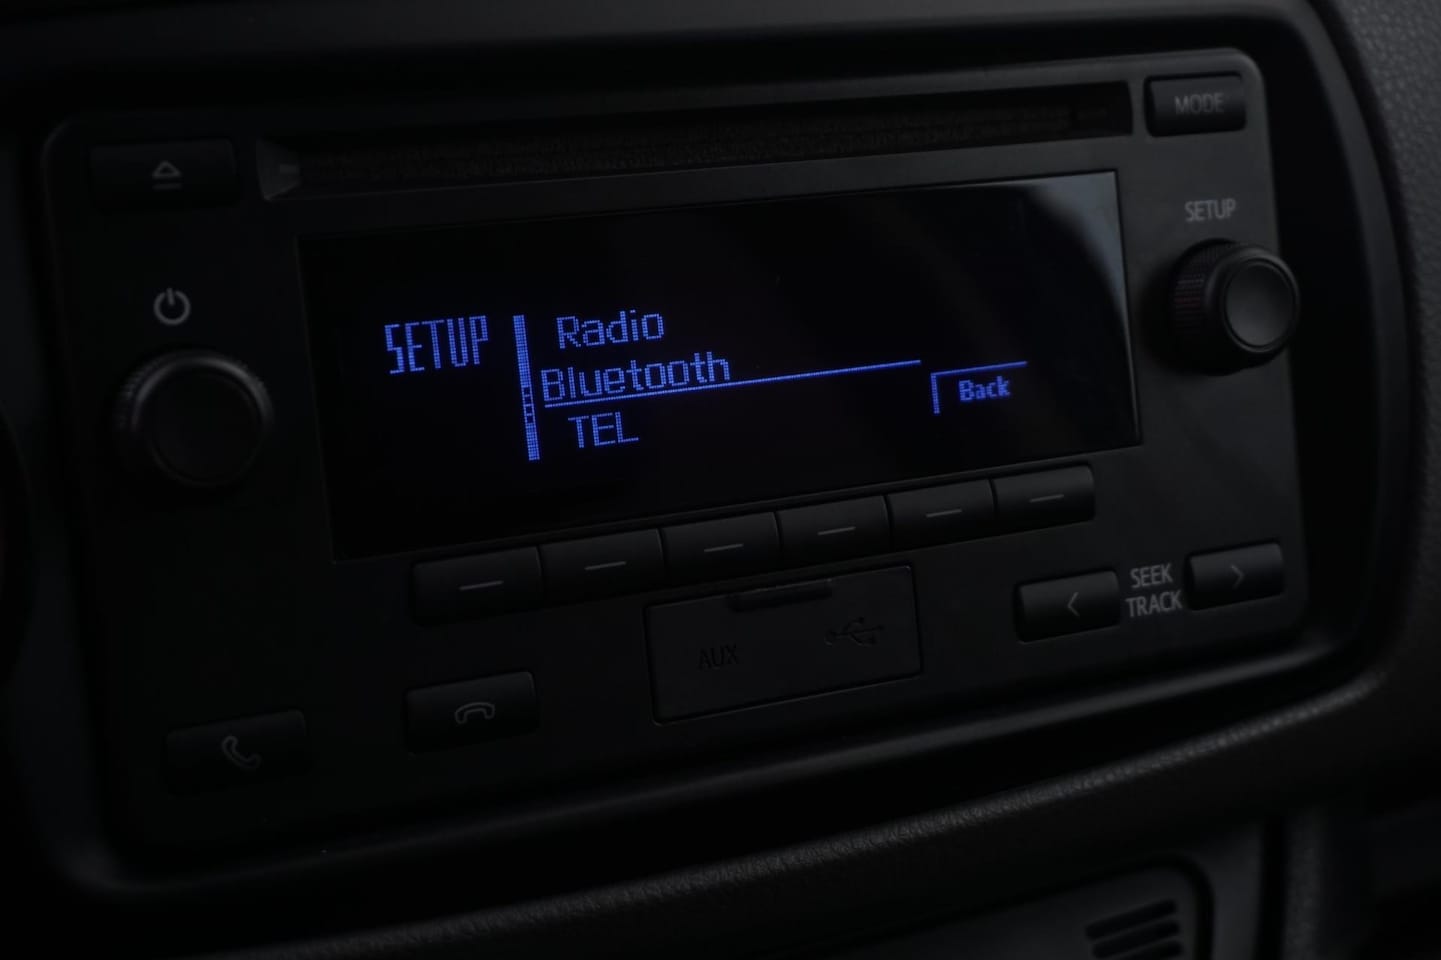 MODE
SETUP
SETUP
Radio
Bluetooth
TEL
Back
SEEK
TRACK
AUX